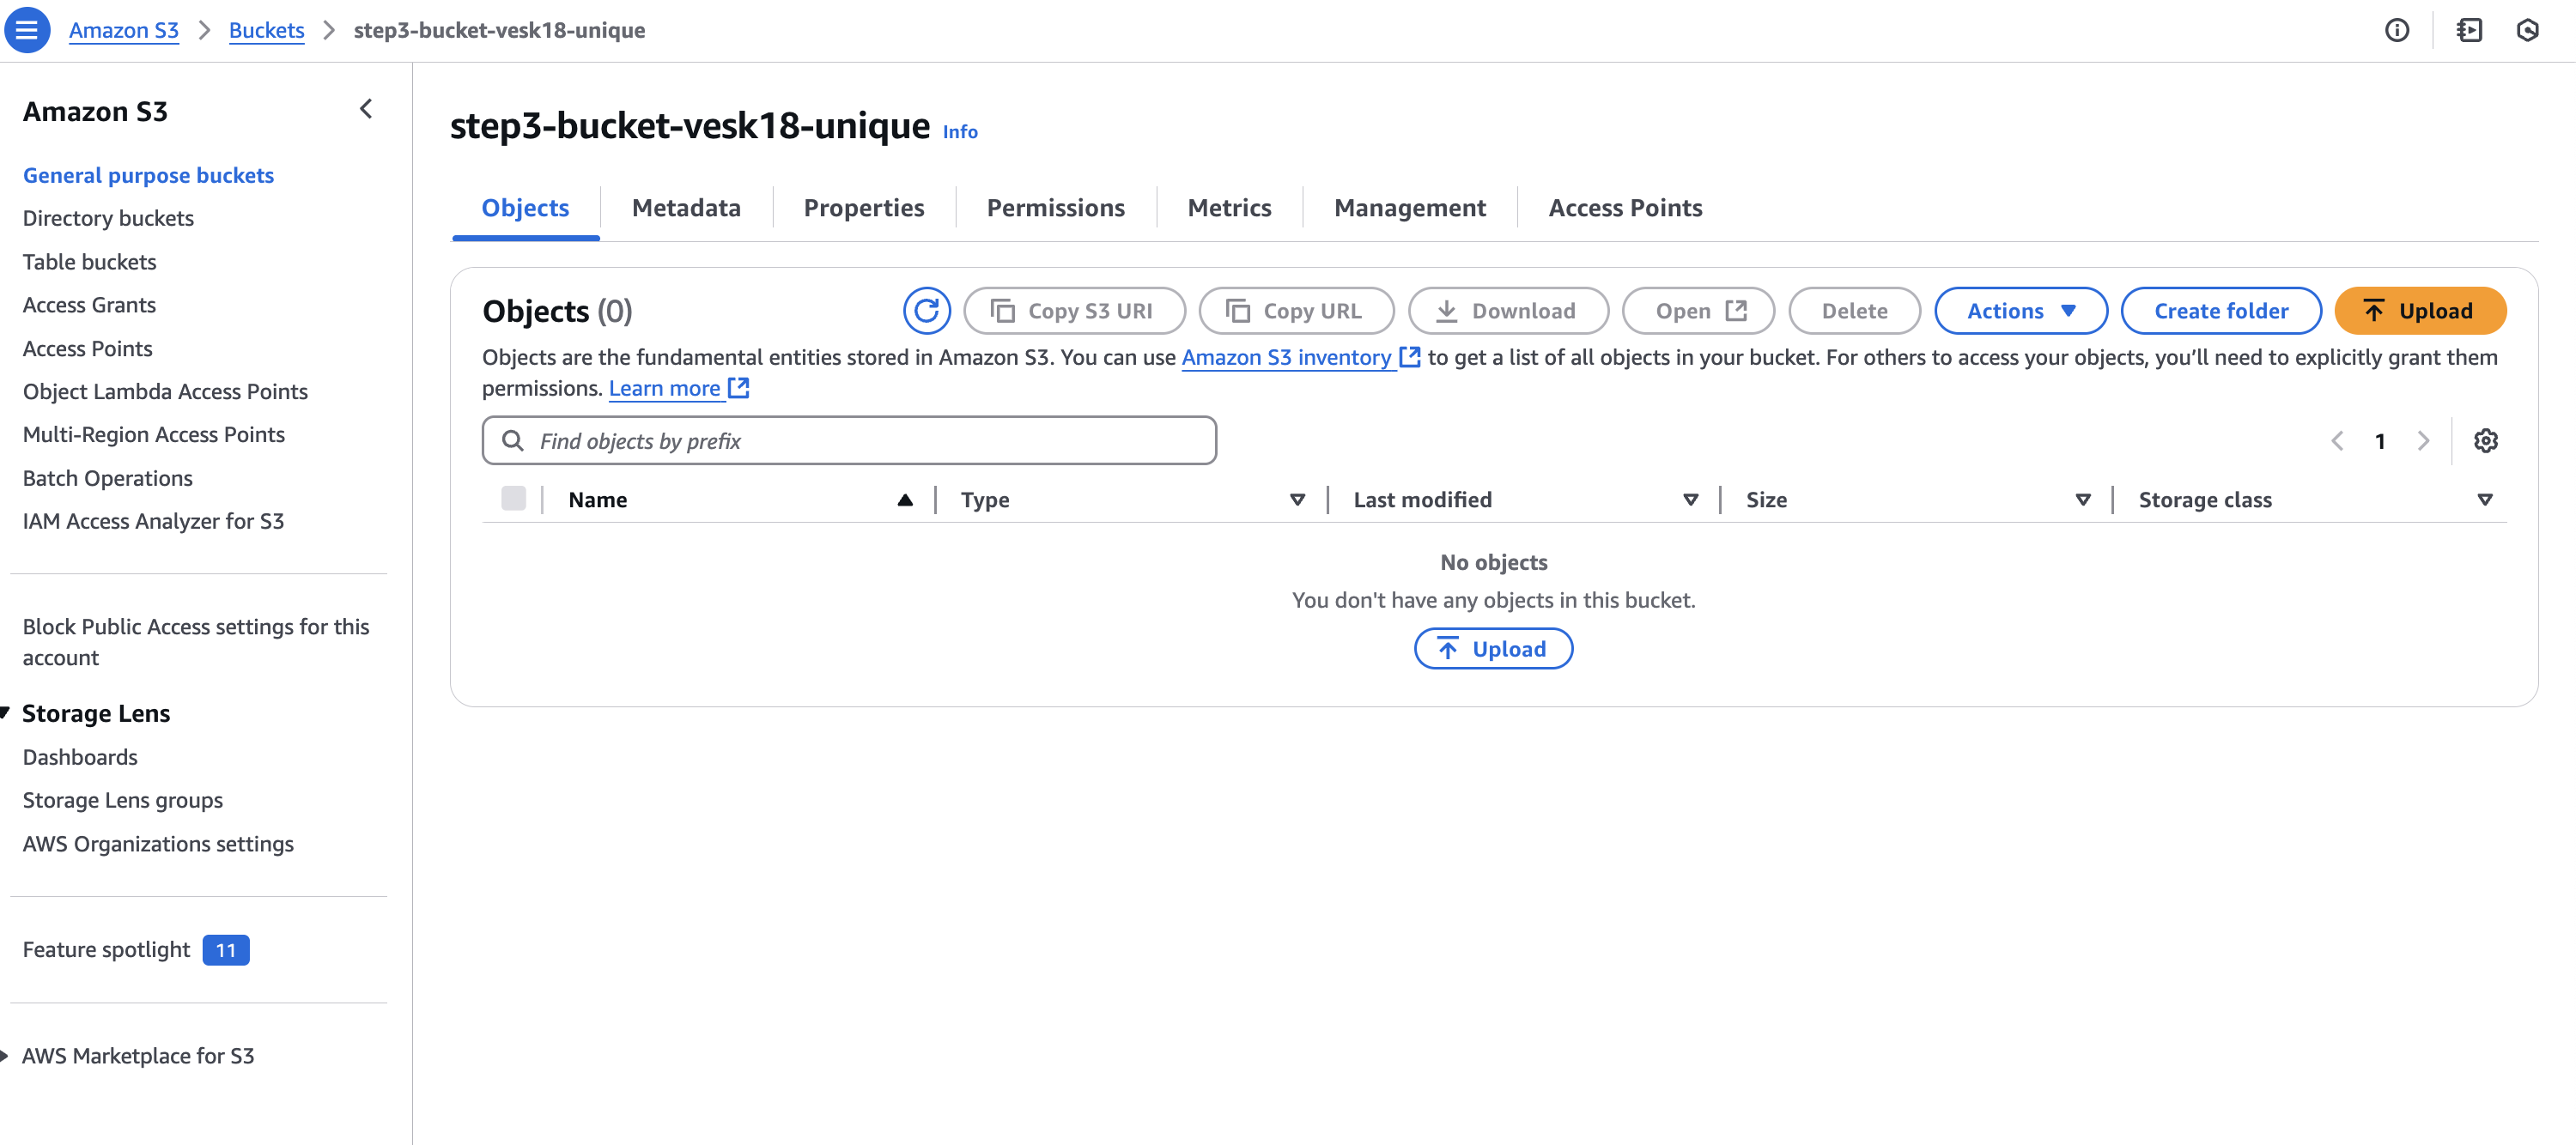 Amazon S3 > Buckets > step3-bucket-vesk18-unique
Amazon S3
General purpose buckets
Directory buckets
Table buckets
Access Grants
Access Points
Object Lambda Access Points
Multi-Region Access Points
Batch Operations
IAM Access Analyzer for S3
Block Public Access settings for this
account
Storage Lens
Dashboards
Storage Lens groups
AWS Organizations settings
Feature spotlight 11
AWS Marketplace for S3
step3-bucket-vesk18-unique Info
Objects Metadata Properties Permissions Metrics Management Access Points
Objects (0) Copy S3 URI Copy URL Download Open Delete Actions Create folder Upload
Objects are the fundamental entities stored in Amazon S3. You can use Amazon S3 inventory to get a list of all objects in your bucket. For others to access your objects, you’ll need to explicitly grant them
permissions. Learn more
Find objects by prefix 1
Name Type Last modified Size Storage class
No objects
You don't have any objects in this bucket.
Upload